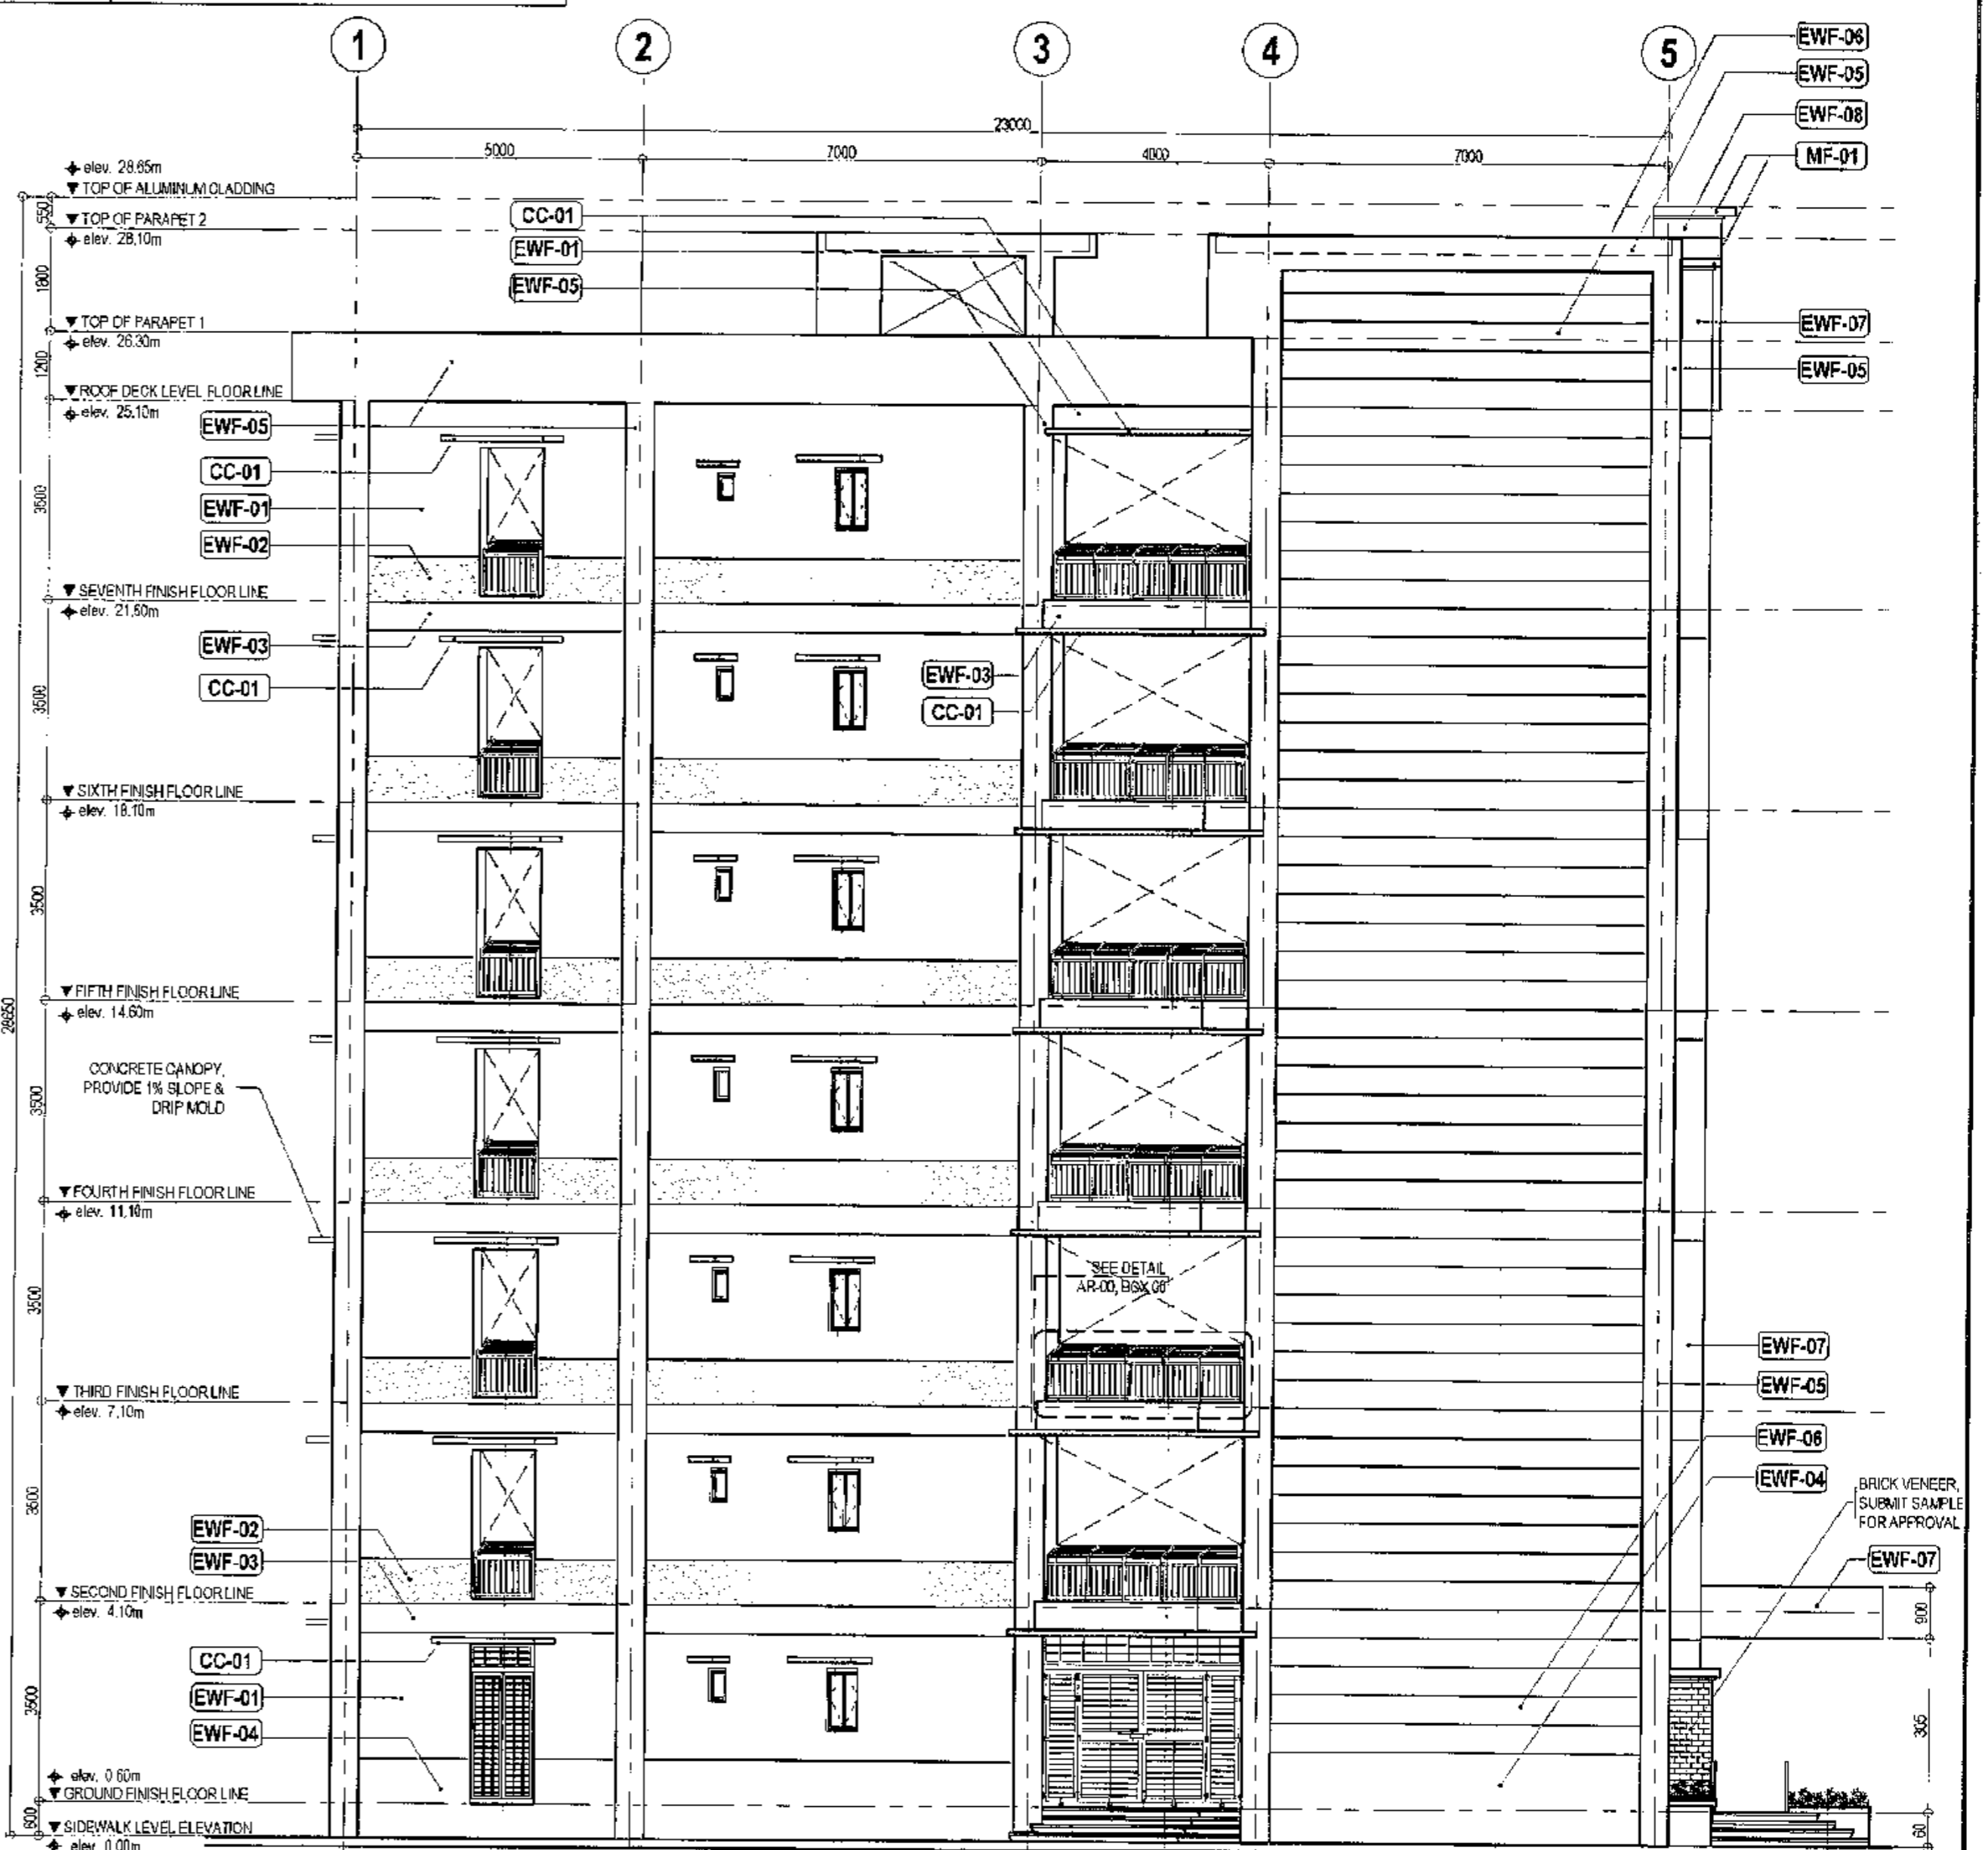 1
2
3
4
5
EWF-06
EWF-05
EWF-08
MF-01
23000
5000
7000
4000
7000
elev. 28.65m
TOP OF ALUMINUM CLADDING
550
TOP OF PARAPET 2
elev. 28.10m
CC-01
EWF-01
EWF-05
1800
TOP OF PARAPET 1
elev. 26.30m
EWF-07
EWF-05
1200
ROOF DECK LEVEL FLOOR LINE
elev. 25.10m
EWF-05
CC-01
EWF-01
EWF-02
SEVENTH FINISH FLOOR LINE
elev. 21.60m
EWF-03
CC-01
EWF-03
CC-01
3500
SIXTH FINISH FLOOR LINE
elev. 18.10m
3500
FIFTH FINISH FLOOR LINE
elev. 14.60m
28650
CONCRETE CANOPY,
PROVIDE 1% SLOPE &
DRIP MOLD
3500
FOURTH FINISH FLOOR LINE
elev. 11.10m
SEE DETAIL
3500
THIRD FINISH FLOOR LINE
elev. 7.10m
EWF-07
EWF-05
EWF-06
EWF-04
BRICK VENEER,
SUBMIT SAMPLE
FOR APPROVAL
EWF-07
3500
EWF-02
EWF-03
SECOND FINISH FLOOR LINE
elev. 4.10m
900
CC-01
EWF-01
EWF-04
3500
305
elev. 0.60m
GROUND FINISH FLOOR LINE
600
SIDEWALK LEVEL ELEVATION
elev. 0.00m
60